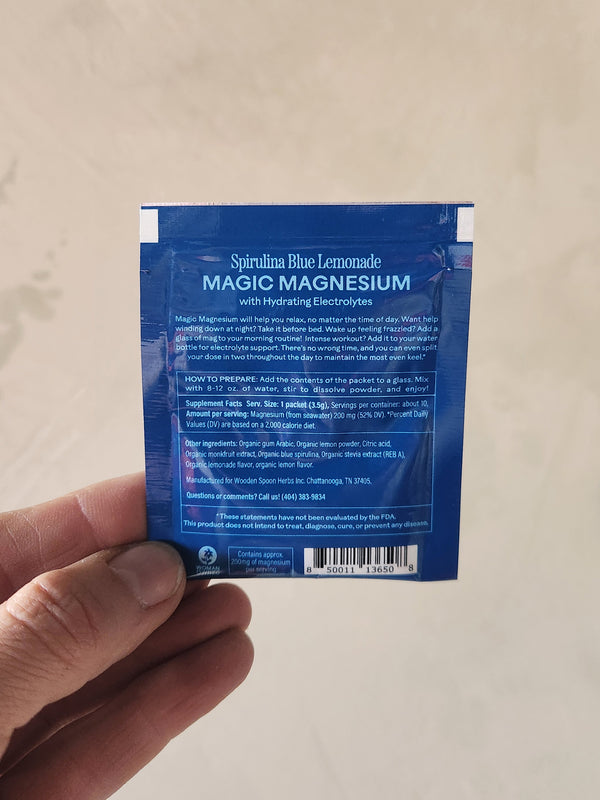 Spirulina Blue Lemonade
MAGIC MAGNESIUM
with Hydrating Electrolytes
Magic Magnesium will help you relax, no matter the time of day. Want help
winding down at night? Take it before bed. Wake up feeling frazzled? Add a
glass of mag to your morning routine! Intense workout? Add it to your water
bottle for electrolyte support. There's no wrong time, and you can even split
your dose in two throughout the day to maintain the most even keel.*
HOW TO PREPARE: Add the contents of the packet to a glass. Mix
with 8-12 oz. of water, stir to dissolve powder, and enjoy!
Supplement Facts Serv. Size: 1 packet (3.5g), Servings per container: about 10,
Amount per serving: Magnesium (from seawater) 200 mg (52% DV). *Percent Daily
Values (DV) are based on a 2,000 calorie diet.
Other ingredients: Organic gum Arabic, Organic lemon powder, Citric acid,
Organic monkfruit extract, Organic blue spirulina, Organic stevia extract (REB A),
Organic lemonade flavor, organic lemon flavor.
Manufactured for Wooden Spoon Herbs Inc. Chattanooga, TN 37405,
Questions or comments? Call us! (404) 383-9834
*These statements have not been evaluated by the FDA.
This product does not intend to treat, diagnose, cure, or prevent any disease.
WOMAN
OWNED
Contains approx.
200mg of magnesium
per serving
8 50011 13650 8